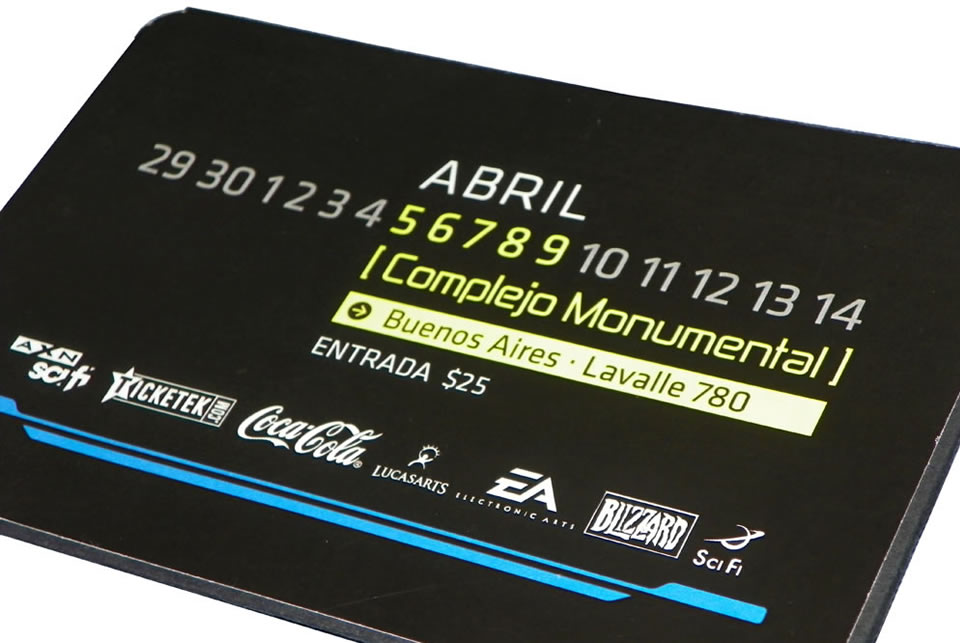 ABRIL
29 30 1 2 3 4 5 6 7 8 9 10 11 12 13 14
[Complejo Monumental]
Buenos Aires · Lavalle 780
ENTRADA $25
AXN
SCI FI
TICKETEK.COM
Coca-Cola®
LUCASARTS
EA
ELECTRONIC ARTS
BLIZZARD
SCI FI